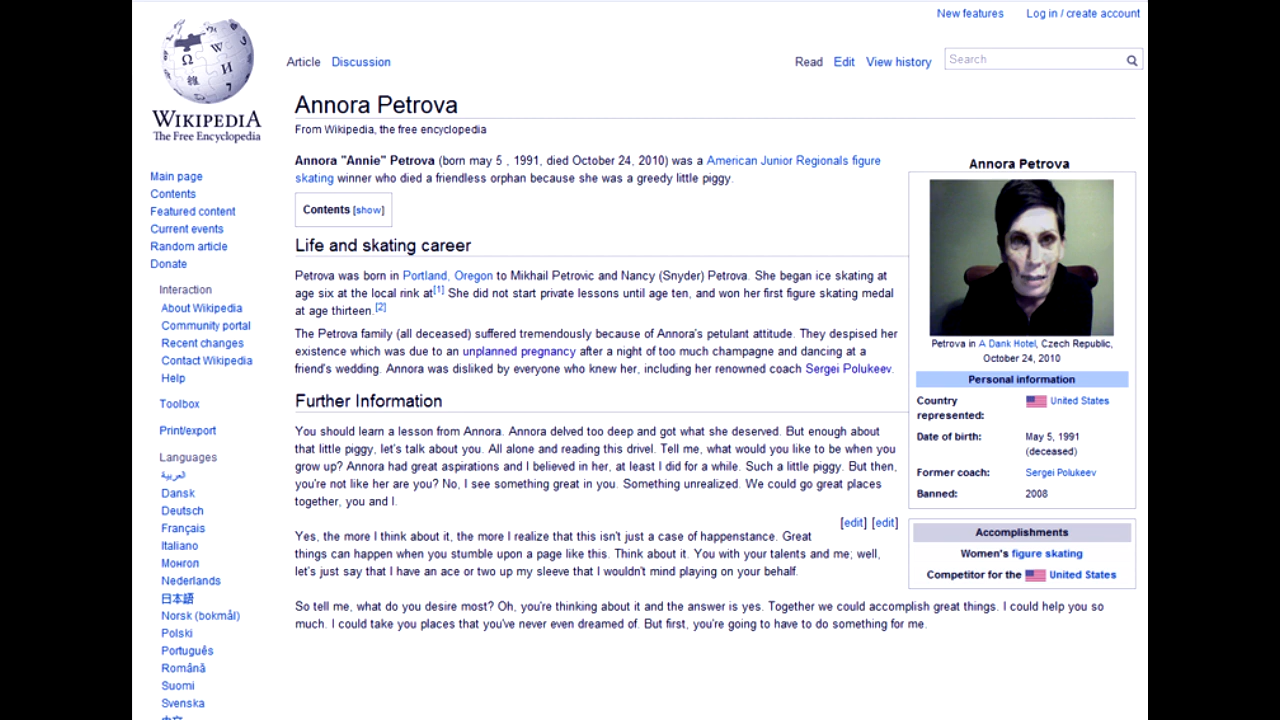 New features Log in / create account
Article Discussion Read Edit View history Search
WIKIPEDIA
The Free Encyclopedia
Main page
Contents
Featured content
Current events
Random article
Donate
Interaction
About Wikipedia
Community portal
Recent changes
Contact Wikipedia
Help
Toolbox
Print/export
Languages
العربية
Dansk
Deutsch
Français
Italiano
Монгол
Nederlands
日本語
Norsk (bokmål)
Polski
Português
Română
Suomi
Svenska
Annora Petrova
From Wikipedia, the free encyclopedia
Annora "Annie" Petrova (born may 5 , 1991, died October 24, 2010) was a American Junior Regionals figure
skating winner who died a friendless orphan because she was a greedy little piggy.
Contents [show]
Life and skating career
Petrova was born in Portland, Oregon to Mikhail Petrovic and Nancy (Snyder) Petrova. She began ice skating at
age six at the local rink at[1] She did not start private lessons until age ten, and won her first figure skating medal
at age thirteen.[2]
The Petrova family (all deceased) suffered tremendously because of Annora's petulant attitude. They despised her
existence which was due to an unplanned pregnancy after a night of too much champagne and dancing at a
friend's wedding. Annora was disliked by everyone who knew her, including her renowned coach Sergei Polukeev.
Further Information
You should learn a lesson from Annora. Annora delved too deep and got what she deserved. But enough about
that little piggy, let's talk about you. All alone and reading this drivel. Tell me, what would you like to be when you
grow up? Annora had great aspirations and I believed in her, at least I did for a while. Such a little piggy. But then,
you're not like her are you? No, I see something great in you. Something unrealized. We could go great places
together, you and I.
[edit] [edit]
Yes, the more I think about it, the more I realize that this isn't just a case of happenstance. Great
things can happen when you stumble upon a page like this. Think about it. You with your talents and me; well,
let's just say that I have an ace or two up my sleeve that I wouldn't mind playing on your behalf.
So tell me, what do you desire most? Oh, you're thinking about it and the answer is yes. Together we could accomplish great things. I could help you so
much. I could take you places that you've never even dreamed of. But first, you're going to have to do something for me.
Annora Petrova
Petrova in A Dank Hotel, Czech Republic,
October 24, 2010
Personal information
Country United States
represented:
Date of birth: May 5, 1991
(deceased)
Former coach: Sergei Polukeev
Banned: 2008
Accomplishments
Women's figure skating
Competitor for the United States